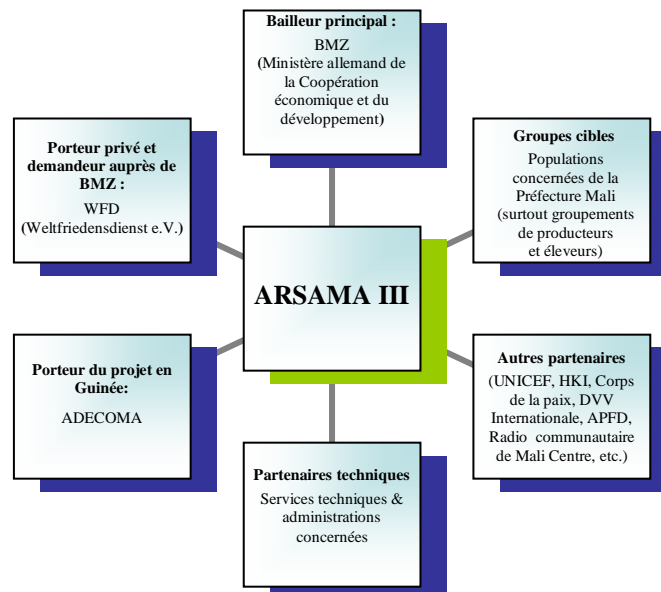 Bailleur principal :
BMZ
(Ministère allemand de
la Coopération
économique et du
développement)
Porteur privé et
demandeur auprès de
BMZ :
WFD
(Weltfriedensdienst e.V.)
Groupes cibles
Populations
concernées de la
Préfecture Mali
(surtout groupements
de producteurs
et éleveurs)
ARSAMA III
Porteur du projet en
Guinée:
ADECOMA
Autres partenaires
(UNICEF, HKI, Corps
de la paix, DVV
Internationale, APFD,
Radio communautaire
de Mali Centre, etc.)
Partenaires techniques
Services techniques &
administrations
concernées